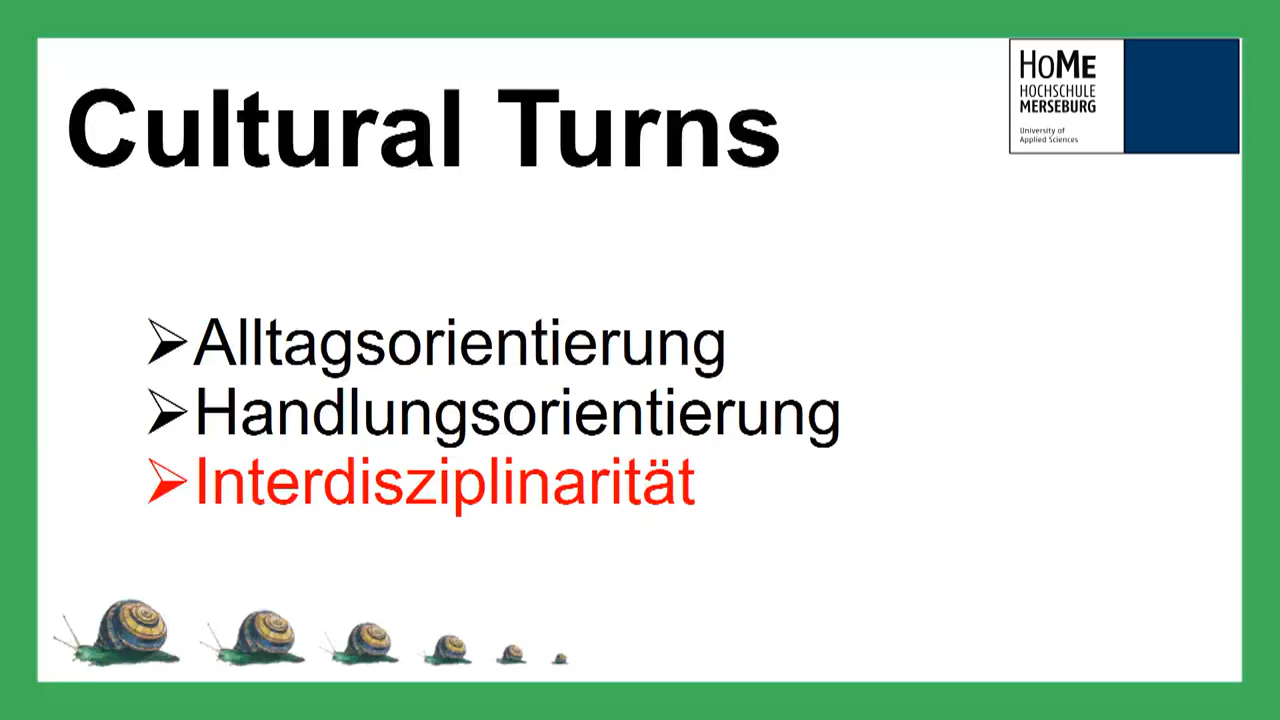 Cultural Turns
HoMe
HOCHSCHULE
MERSEBURG
University of
Applied Sciences
Alltagsorientierung
Handlungsorientierung
Interdisziplinarität